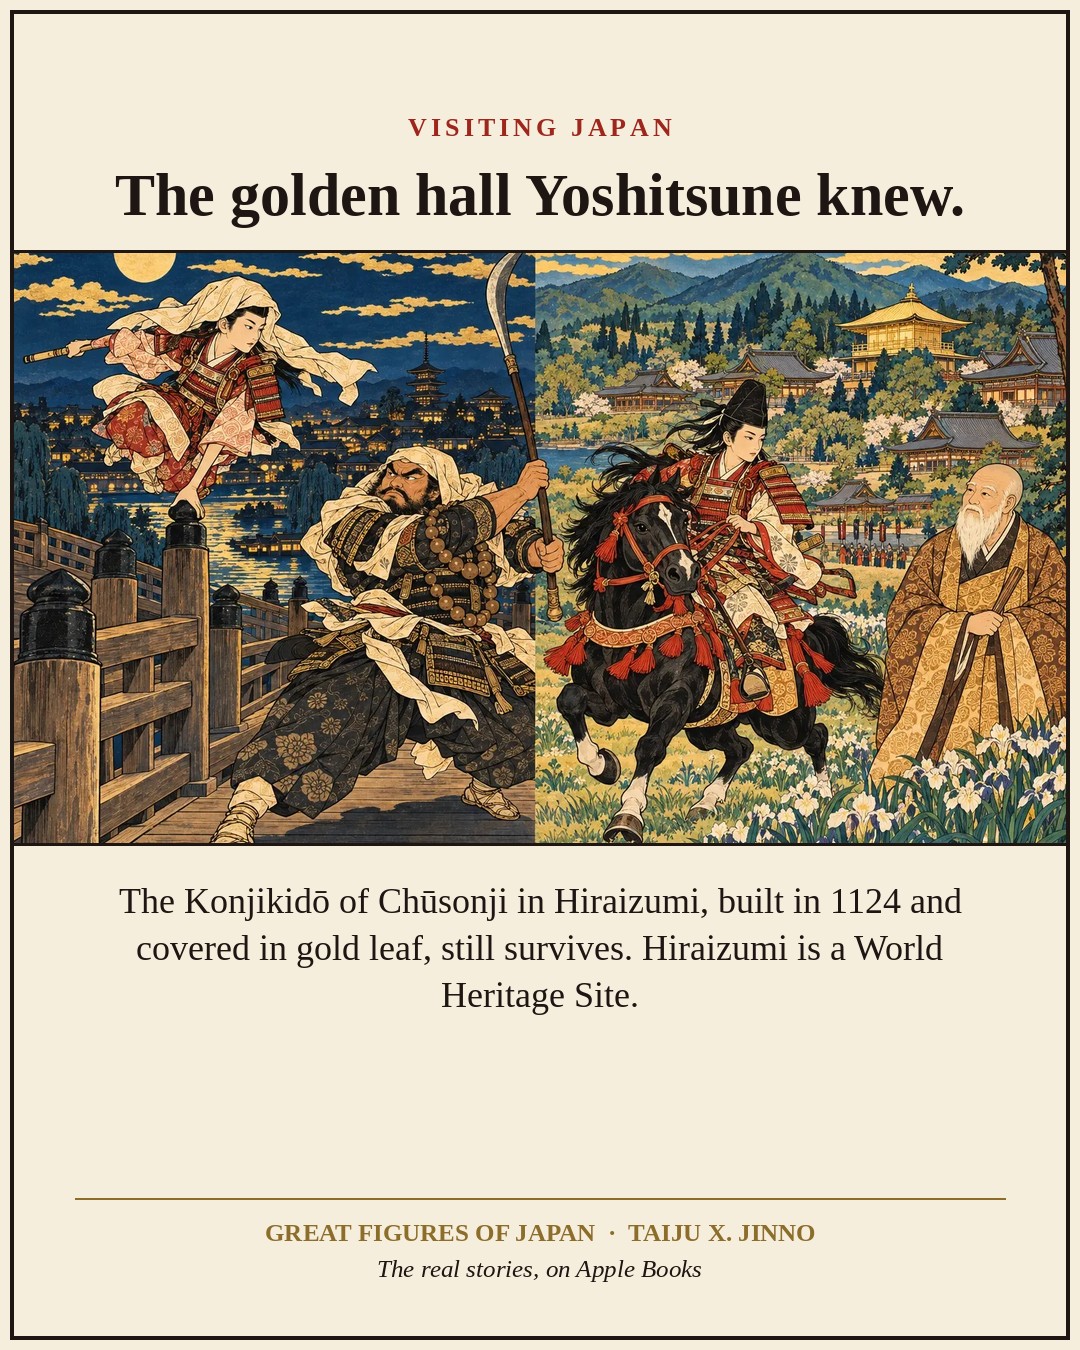 VISITING JAPAN
The golden hall Yoshitsune knew.
The Konjikidō of Chūsonji in Hiraizumi, built in 1124 and
covered in gold leaf, still survives. Hiraizumi is a World
Heritage Site.
GREAT FIGURES OF JAPAN · TAIJU X. JINNO
The real stories, on Apple Books